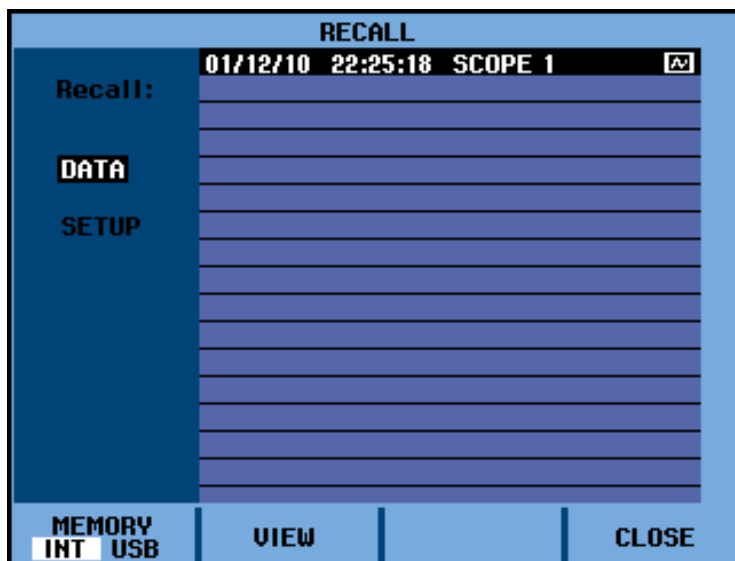 RECALL
01/12/10 22:25:18 SCOPE 1
Recall:
DATA
SETUP
MEMORY
INT USB
VIEW
CLOSE